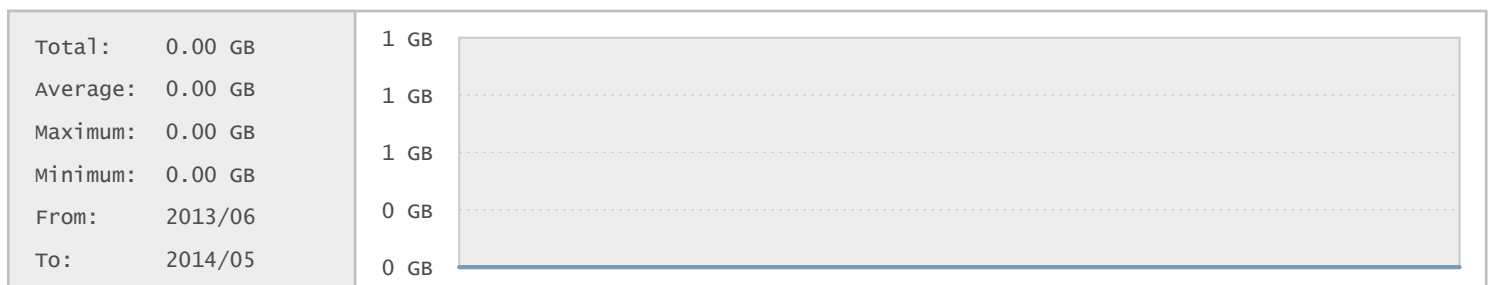 Total: 0.00 GB
Average: 0.00 GB
Maximum: 0.00 GB
Minimum: 0.00 GB
From: 2013/06
To: 2014/05
1 GB
1 GB
1 GB
0 GB
0 GB